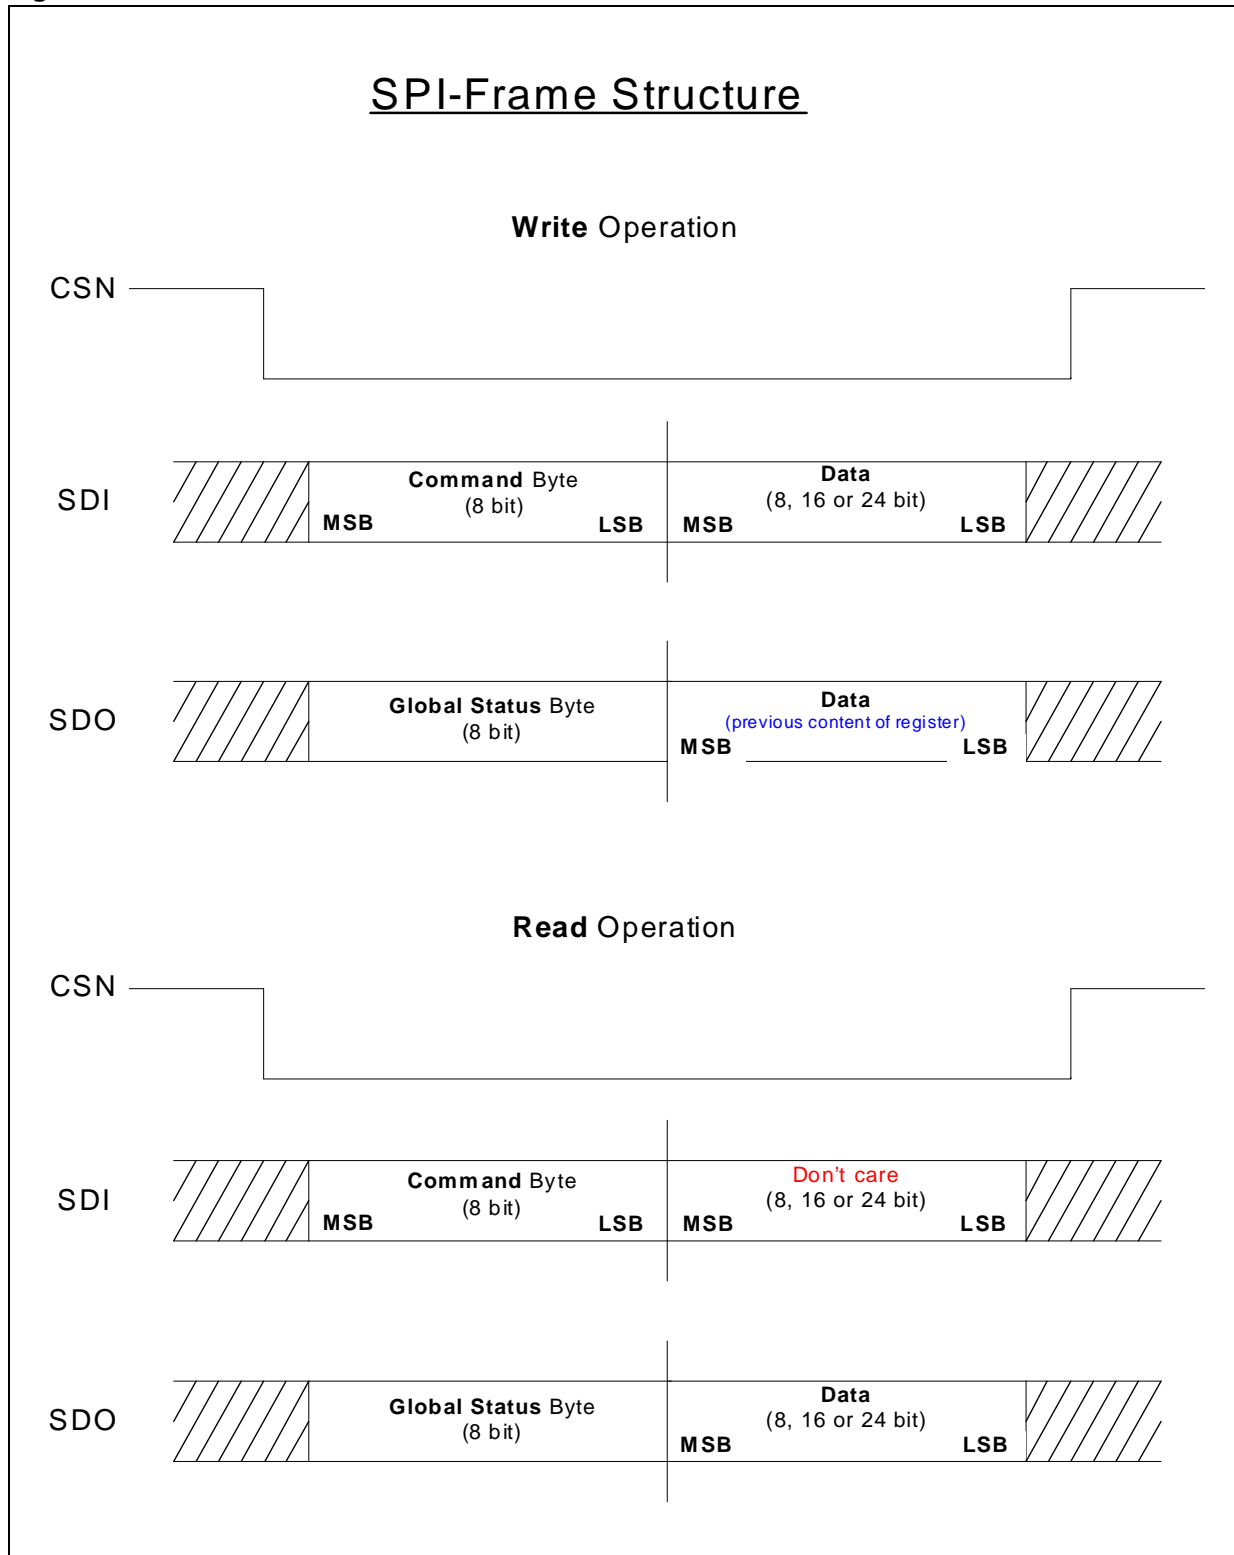 SPI-Frame Structure
Write Operation
CSN
SDI
Command Byte
(8 bit)
MSB
LSB
Data
(8, 16 or 24 bit)
MSB
LSB
SDO
Global Status Byte
(8 bit)
Data
(previous content of register)
MSB
LSB
Read Operation
CSN
SDI
Command Byte
(8 bit)
MSB
LSB
Don't care
(8, 16 or 24 bit)
MSB
LSB
SDO
Global Status Byte
(8 bit)
Data
(8, 16 or 24 bit)
MSB
LSB